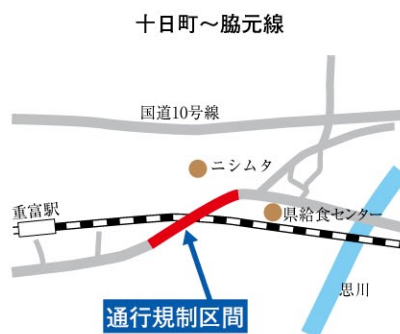 十日町～脇元線
国道10号線
ニシムタ
重富駅
県給食センター
思川
通行規制区間